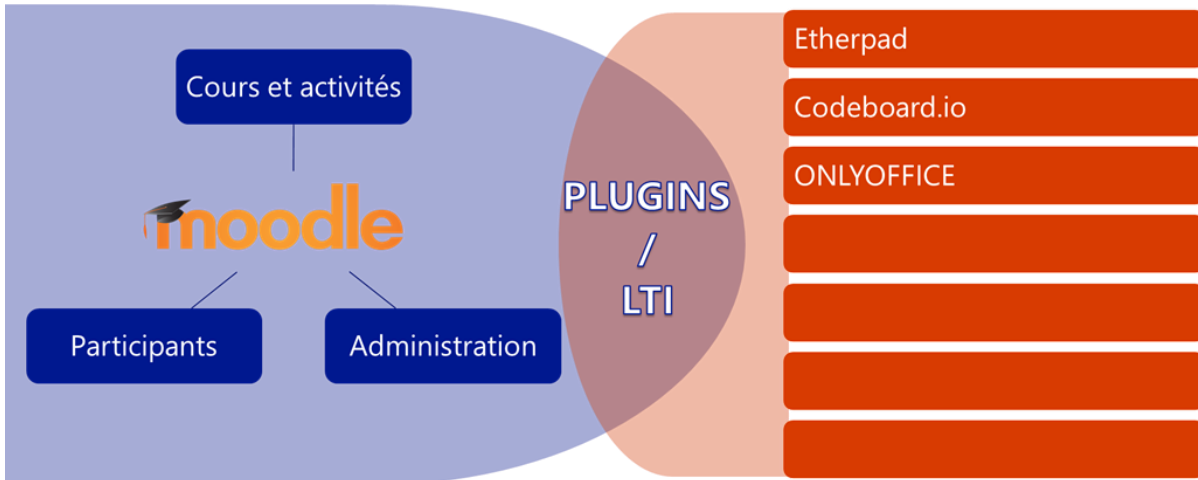 Cours et activités
moodle
Participants
Administration
PLUGINS
/
LTI
Etherpad
Codeboard.io
ONLYOFFICE